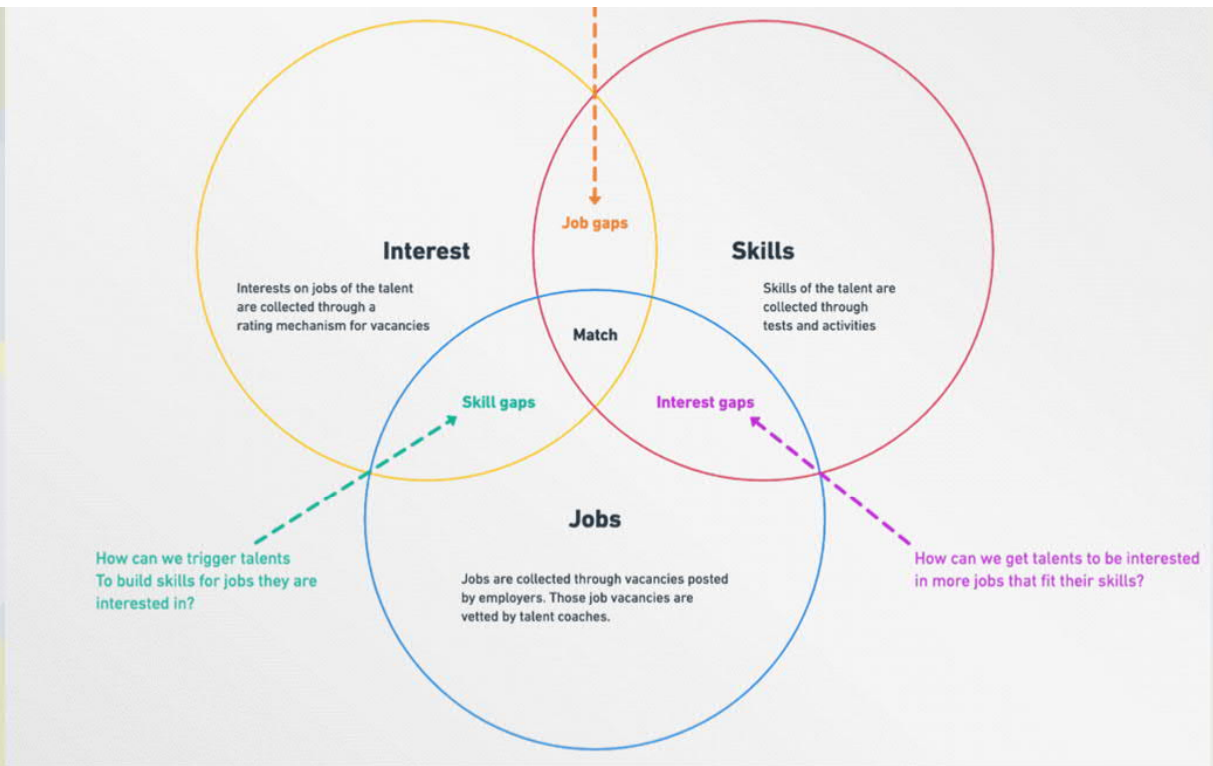 Job gaps
Interest
Interests on jobs of the talent
are collected through a
rating mechanism for vacancies
Skills
Skills of the talent are
collected through
tests and activities
Match
Skill gaps
Interest gaps
Jobs
Jobs are collected through vacancies posted
by employers. Those job vacancies are
vetted by talent coaches.
How can we trigger talents
To build skills for jobs they are
interested in?
How can we get talents to be interested
in more jobs that fit their skills?